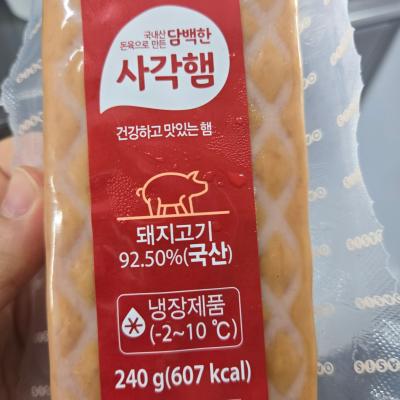 국내산
돈육으로 만든 담백한
사각햄
건강하고 맛있는 햄
돼지고기
92.50%(국산)
냉장제품
(-2~10 ℃)
240 g(607 kcal)